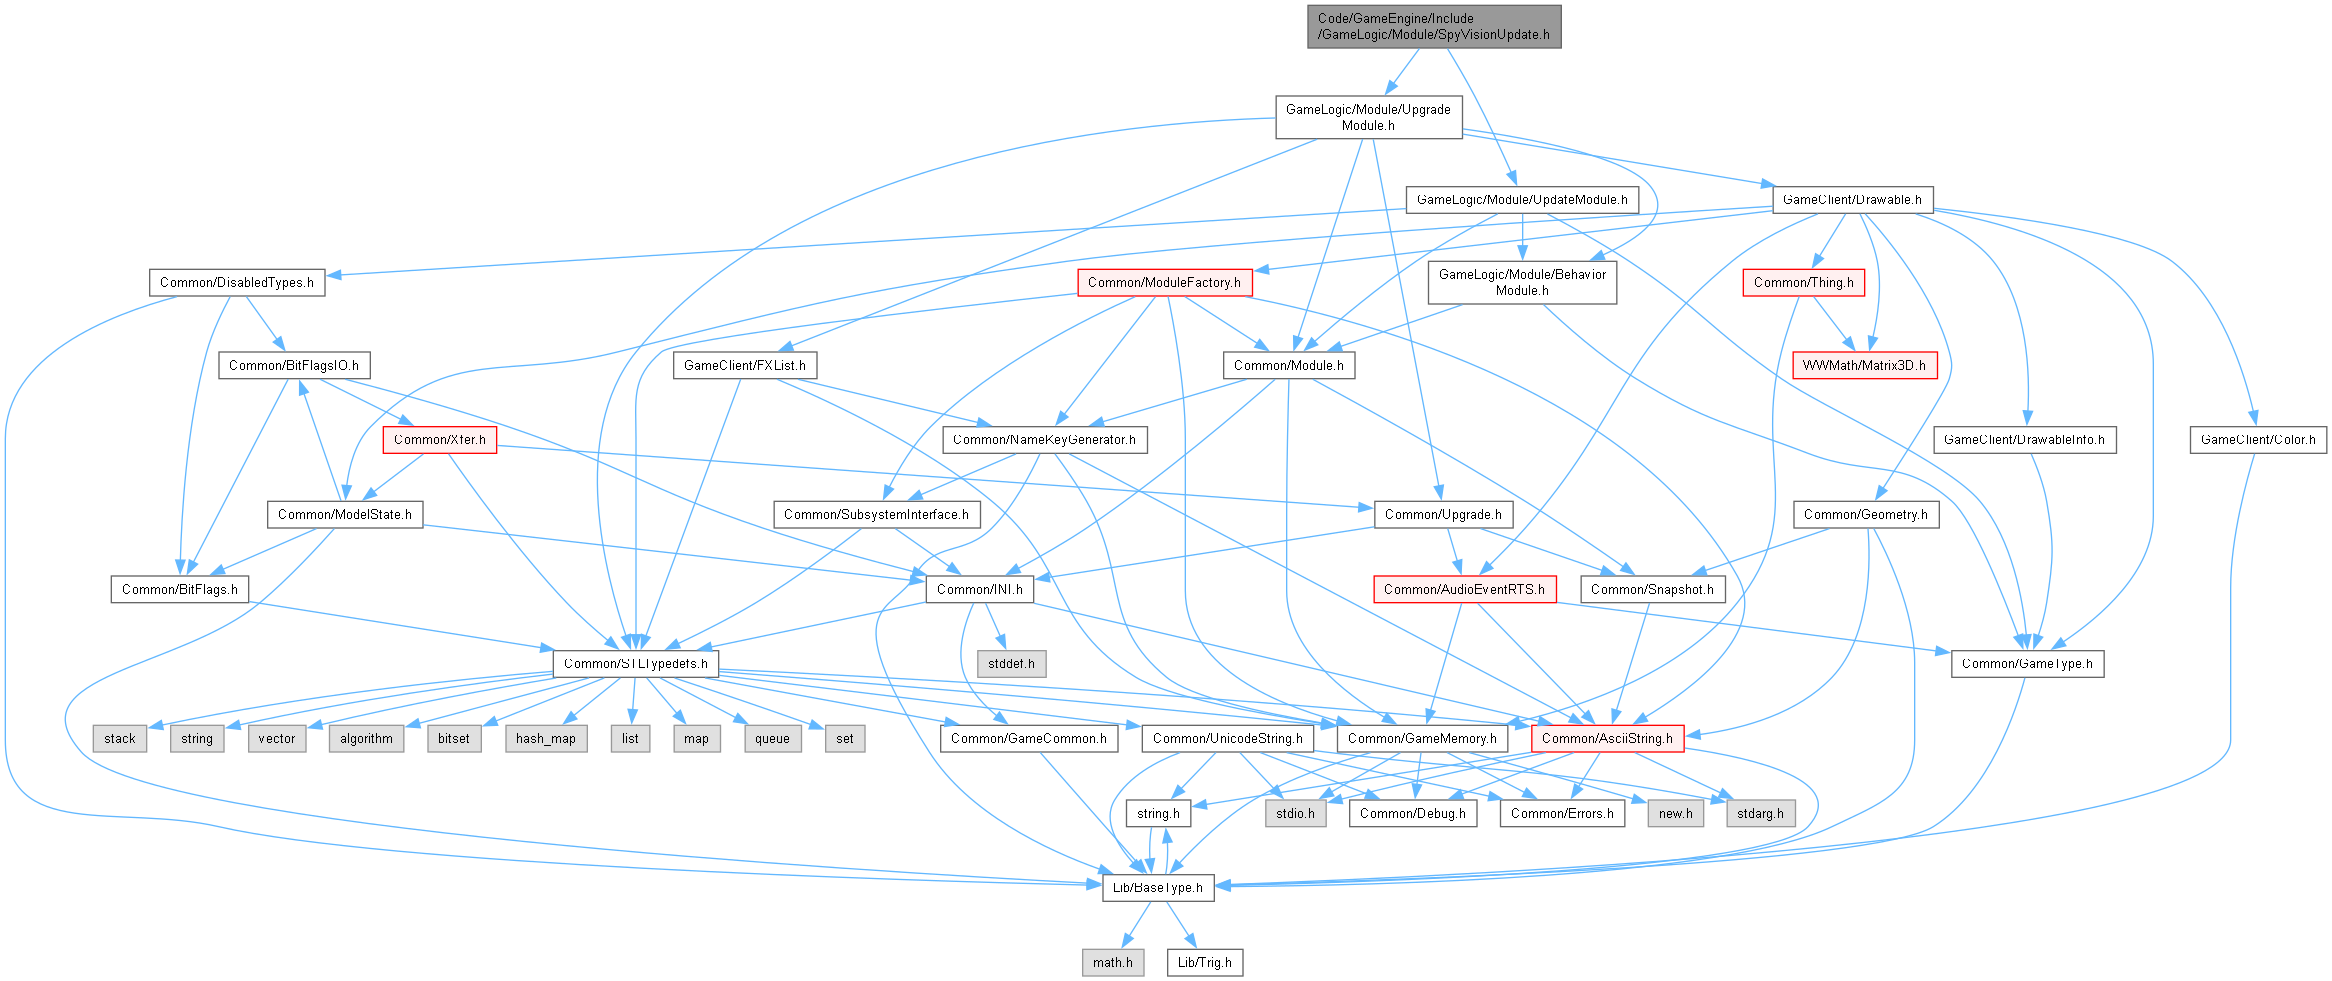 Code/GameEngine/Include
/GameLogic/Module/SpyVisionUpdate.h
GameLogic/Module/Upgrade
Module.h
GameLogic/Module/UpdateModule.h
GameClient/Drawable.h
Common/DisabledTypes.h
Common/ModuleFactory.h
GameLogic/Module/Behavior
Module.h
Common/Thing.h
Common/BitFlagsIO.h
GameClient/FXList.h
Common/Module.h
WWMath/Matrix3D.h
Common/Xfer.h
Common/NameKeyGenerator.h
GameClient/DrawableInfo.h
GameClient/Color.h
Common/ModelState.h
Common/SubsystemInterface.h
Common/Upgrade.h
Common/Geometry.h
Common/BitFlags.h
Common/INI.h
Common/AudioEventRTS.h
Common/Snapshot.h
Common/STLTypedefs.h
stddef.h
Common/GameType.h
stack
string
vector
algorithm
bitset
hash_map
list
map
queue
set
Common/GameCommon.h
Common/UnicodeString.h
Common/GameMemory.h
Common/AsciiString.h
string.h
stdio.h
Common/Debug.h
Common/Errors.h
new.h
stdarg.h
Lib/BaseType.h
math.h
Lib/Trig.h